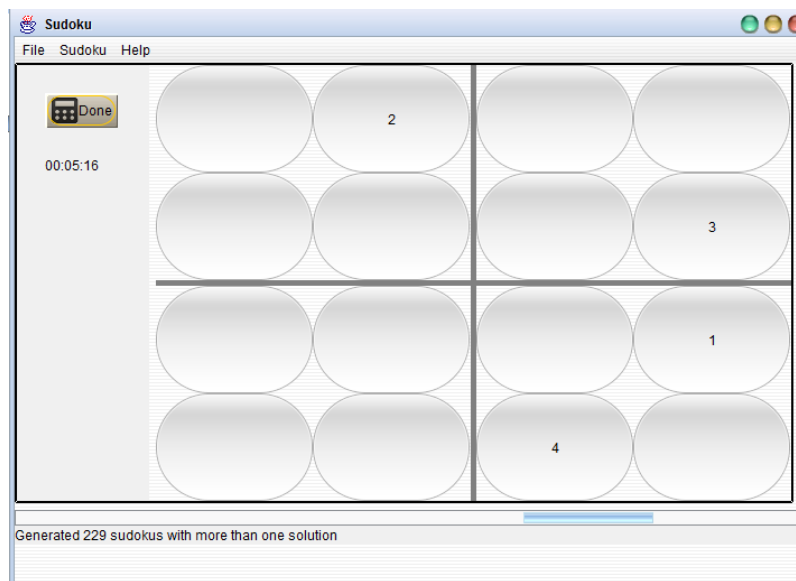 Sudoku
File Sudoku Help
Done
00:05:16
2
3
1
4
Generated 229 sudokus with more than one solution